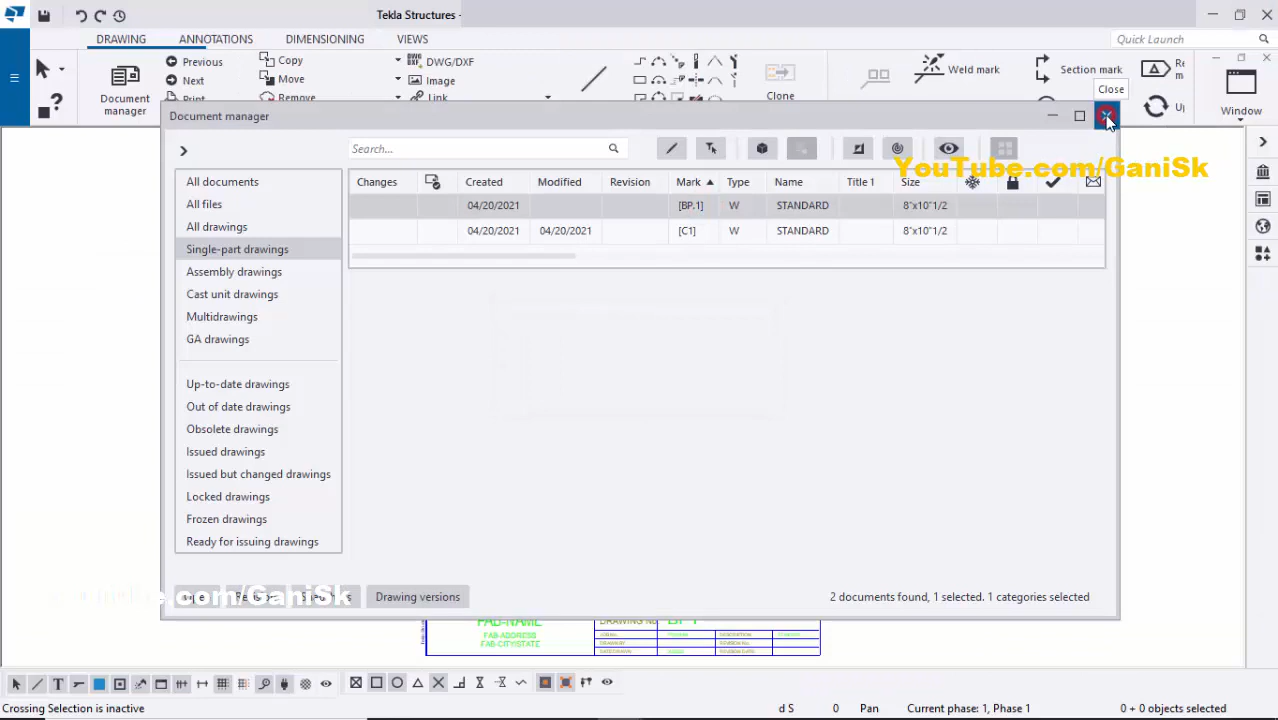 Tekla Structures -
DRAWING
ANNOTATIONS
DIMENSIONING
VIEWS
Quick Launch
Document
manager
Previous
Next
Print
Copy
Move
Remove
DWG
DXF
DWG/DXF
Image
Link
Clone
Weld mark
Section mark
Window
Close
Document manager
YouTube.com/GaniSk
Search...
All documents
All files
All drawings
Single-part drawings
Assembly drawings
Cast unit drawings
Multidrawings
GA drawings
Up-to-date drawings
Out of date drawings
Obsolete drawings
Issued drawings
Issued but changed drawings
Locked drawings
Frozen drawings
Ready for issuing drawings
Changes Created Modified Revision Mark Type Name Title 1 Size
04/20/2021 [BP.1] W STANDARD 8"x10"1/2
04/20/2021 04/20/2021 [C1] W STANDARD 8"x10"1/2
.com/GaniSk
Drawing versions
2 documents found, 1 selected. 1 categories selected
FAB-NAME
FAB-ADDRESS
FAB-CITY/STATE
DRAWING No
Crossing Selection is inactive
d S
0
Pan
Current phase: 1, Phase 1
0 + 0 objects selected